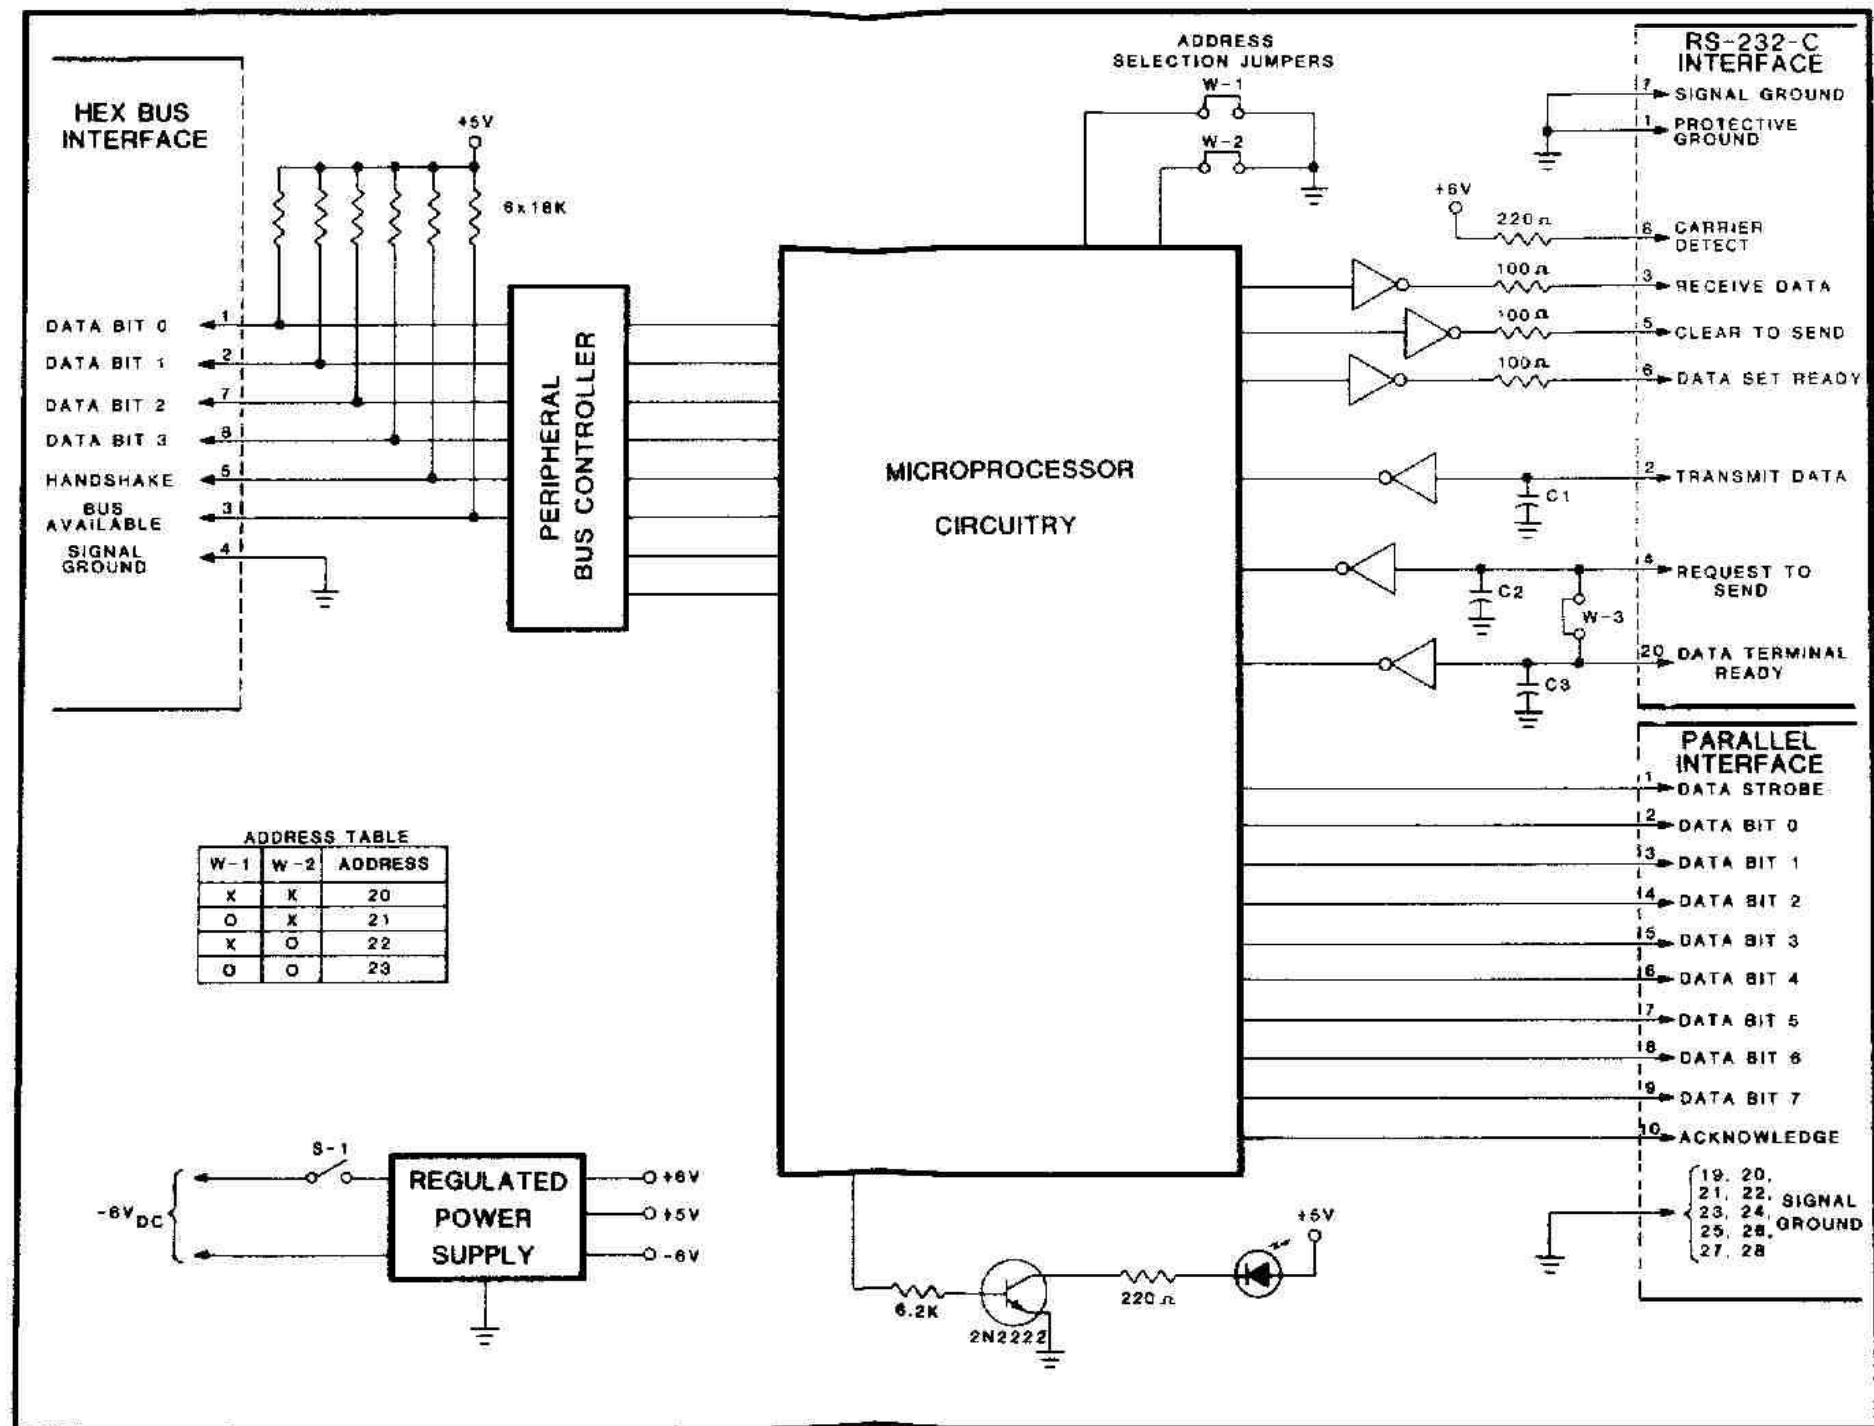 HEX BUS
INTERFACE
+5V
6x18K
DATA BIT 0
1
DATA BIT 1
2
DATA BIT 2
7
DATA BIT 3
8
HANDSHAKE
5
BUS
AVAILABLE
3
SIGNAL
GROUND
4
PERIPHERAL
BUS CONTROLLER
ADDRESS
SELECTION JUMPERS
W-1
W-2
MICROPROCESSOR
CIRCUITRY
RS-232-C
INTERFACE
7
SIGNAL GROUND
1
PROTECTIVE
GROUND
+6V
220Ω
8
CARRIER
DETECT
100Ω
3
RECEIVE DATA
100Ω
5
CLEAR TO SEND
100Ω
6
DATA SET READY
2
TRANSMIT DATA
C1
4
REQUEST TO
SEND
C2
W-3
20
DATA TERMINAL
READY
C3
PARALLEL
INTERFACE
1
DATA STROBE
2
DATA BIT 0
3
DATA BIT 1
4
DATA BIT 2
5
DATA BIT 3
6
DATA BIT 4
7
DATA BIT 5
8
DATA BIT 6
9
DATA BIT 7
10
ACKNOWLEDGE
19, 20,
21, 22,
23, 24,
25, 26,
27, 28
SIGNAL
GROUND
ADDRESS TABLE
W-1 W-2 ADDRESS
X X 20
O X 21
X O 22
O O 23
S-1
-6VDC
REGULATED
POWER
SUPPLY
+6V
+5V
-6V
6.2K
2N2222
220Ω
+5V